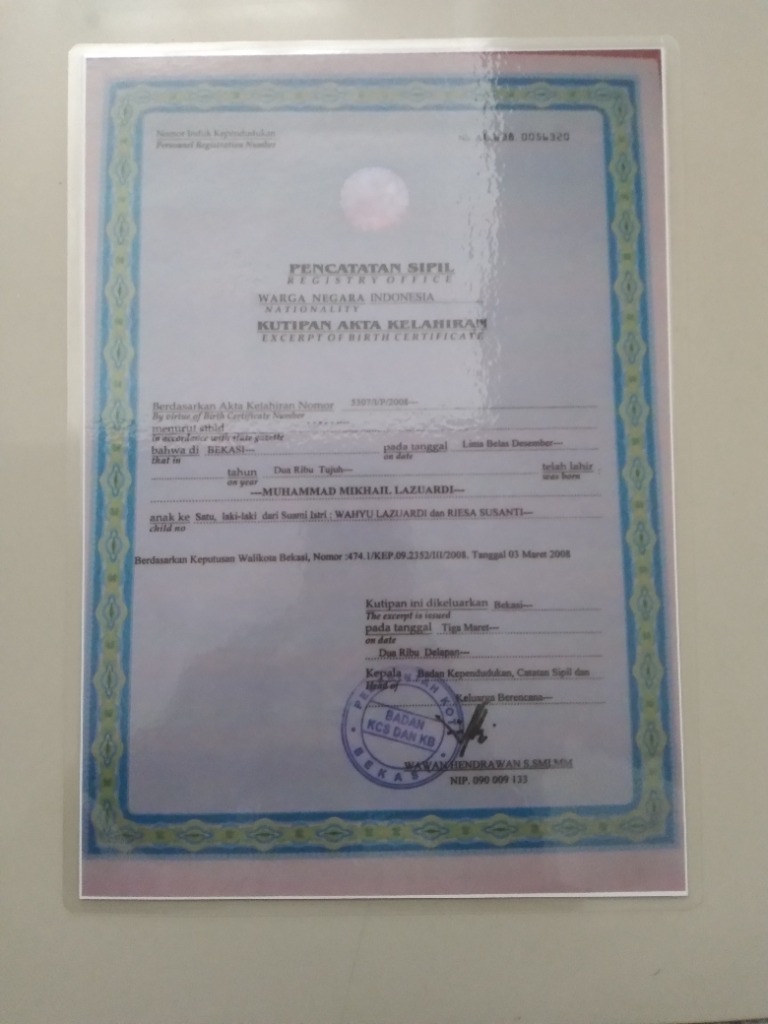 Nomor Induk Kependudukan
Personnel Registration Number
0056320
PENCATATAN SIPIL
REGISTRY OFFICE
WARGA NEGARA INDONESIA
NATIONALITY
KUTIPAN AKTA KELAHIRAN
EXCERPT OF BIRTH CERTIFICATE
Berdasarkan Akta Kelahiran Nomor 5307/I/P/2008—
By virtue of Birth Certificate Number
menurut stbld
In accordance with state gazette
bahwa di BEKASI— pada tanggal Lima Belas Desember—
that in on date
tahun Dua Ribu Tujuh— telah lahir
on year was born
—MUHAMMAD MIKHAIL LAZUARDI—
anak ke Satu, laki-laki dari Suami Istri : WAHYU LAZUARDI dan RIESA SUSANTI—
child no
Berdasarkan Keputusan Walikota Bekasi, Nomor :474.1/KEP.09.2352/III/2008. Tanggal 03 Maret 2008
Kutipan ini dikeluarkan Bekasi—
The excerpt is issued
pada tanggal Tiga Maret—
on date
Dua Ribu Delapan—
Kepala Badan Kependudukan, Catatan Sipil dan
Head of
Keluarga Berencana—
BADAN
KCS DAN KB
BEKASI
WAWAN HENDRAWAN S.SMI.MM
NIP. 090 009 133